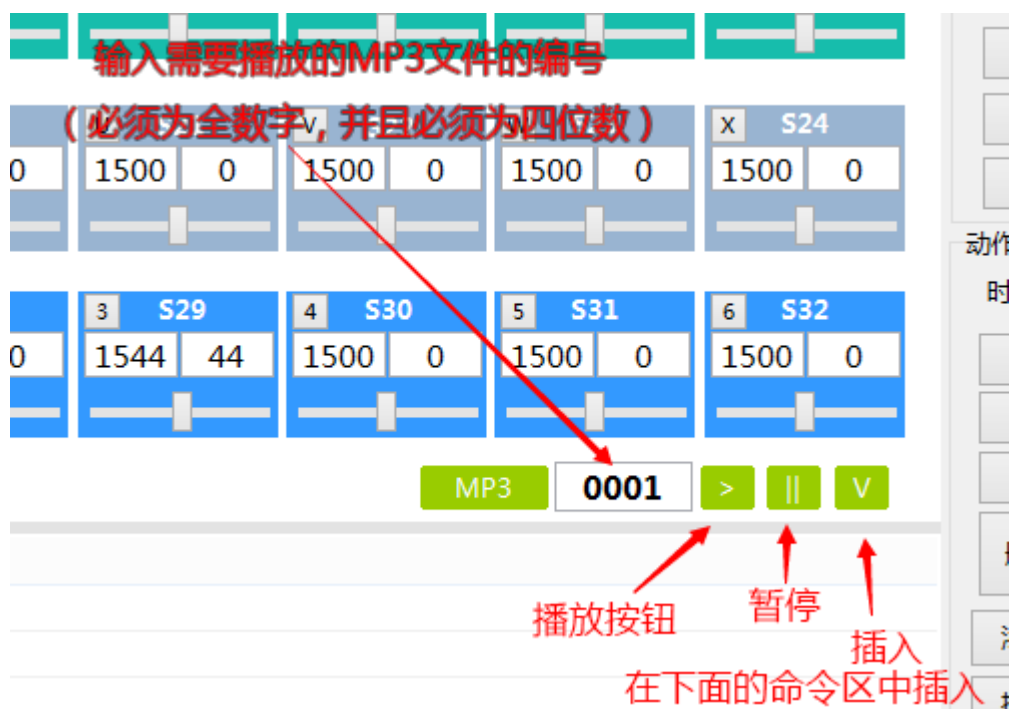 输入需要播放的MP3文件的编号
（必须为全数字，并且必须为四位数）
X S24
0 1500 0 1500 0 1500 0 1500 0
动作
时
3 S29 4 S30 5 S31 6 S32
0 1544 44 1500 0 1500 0 1500 0
MP3 0001 > || V
播放按钮 暂停
插入
在下面的命令区中插入